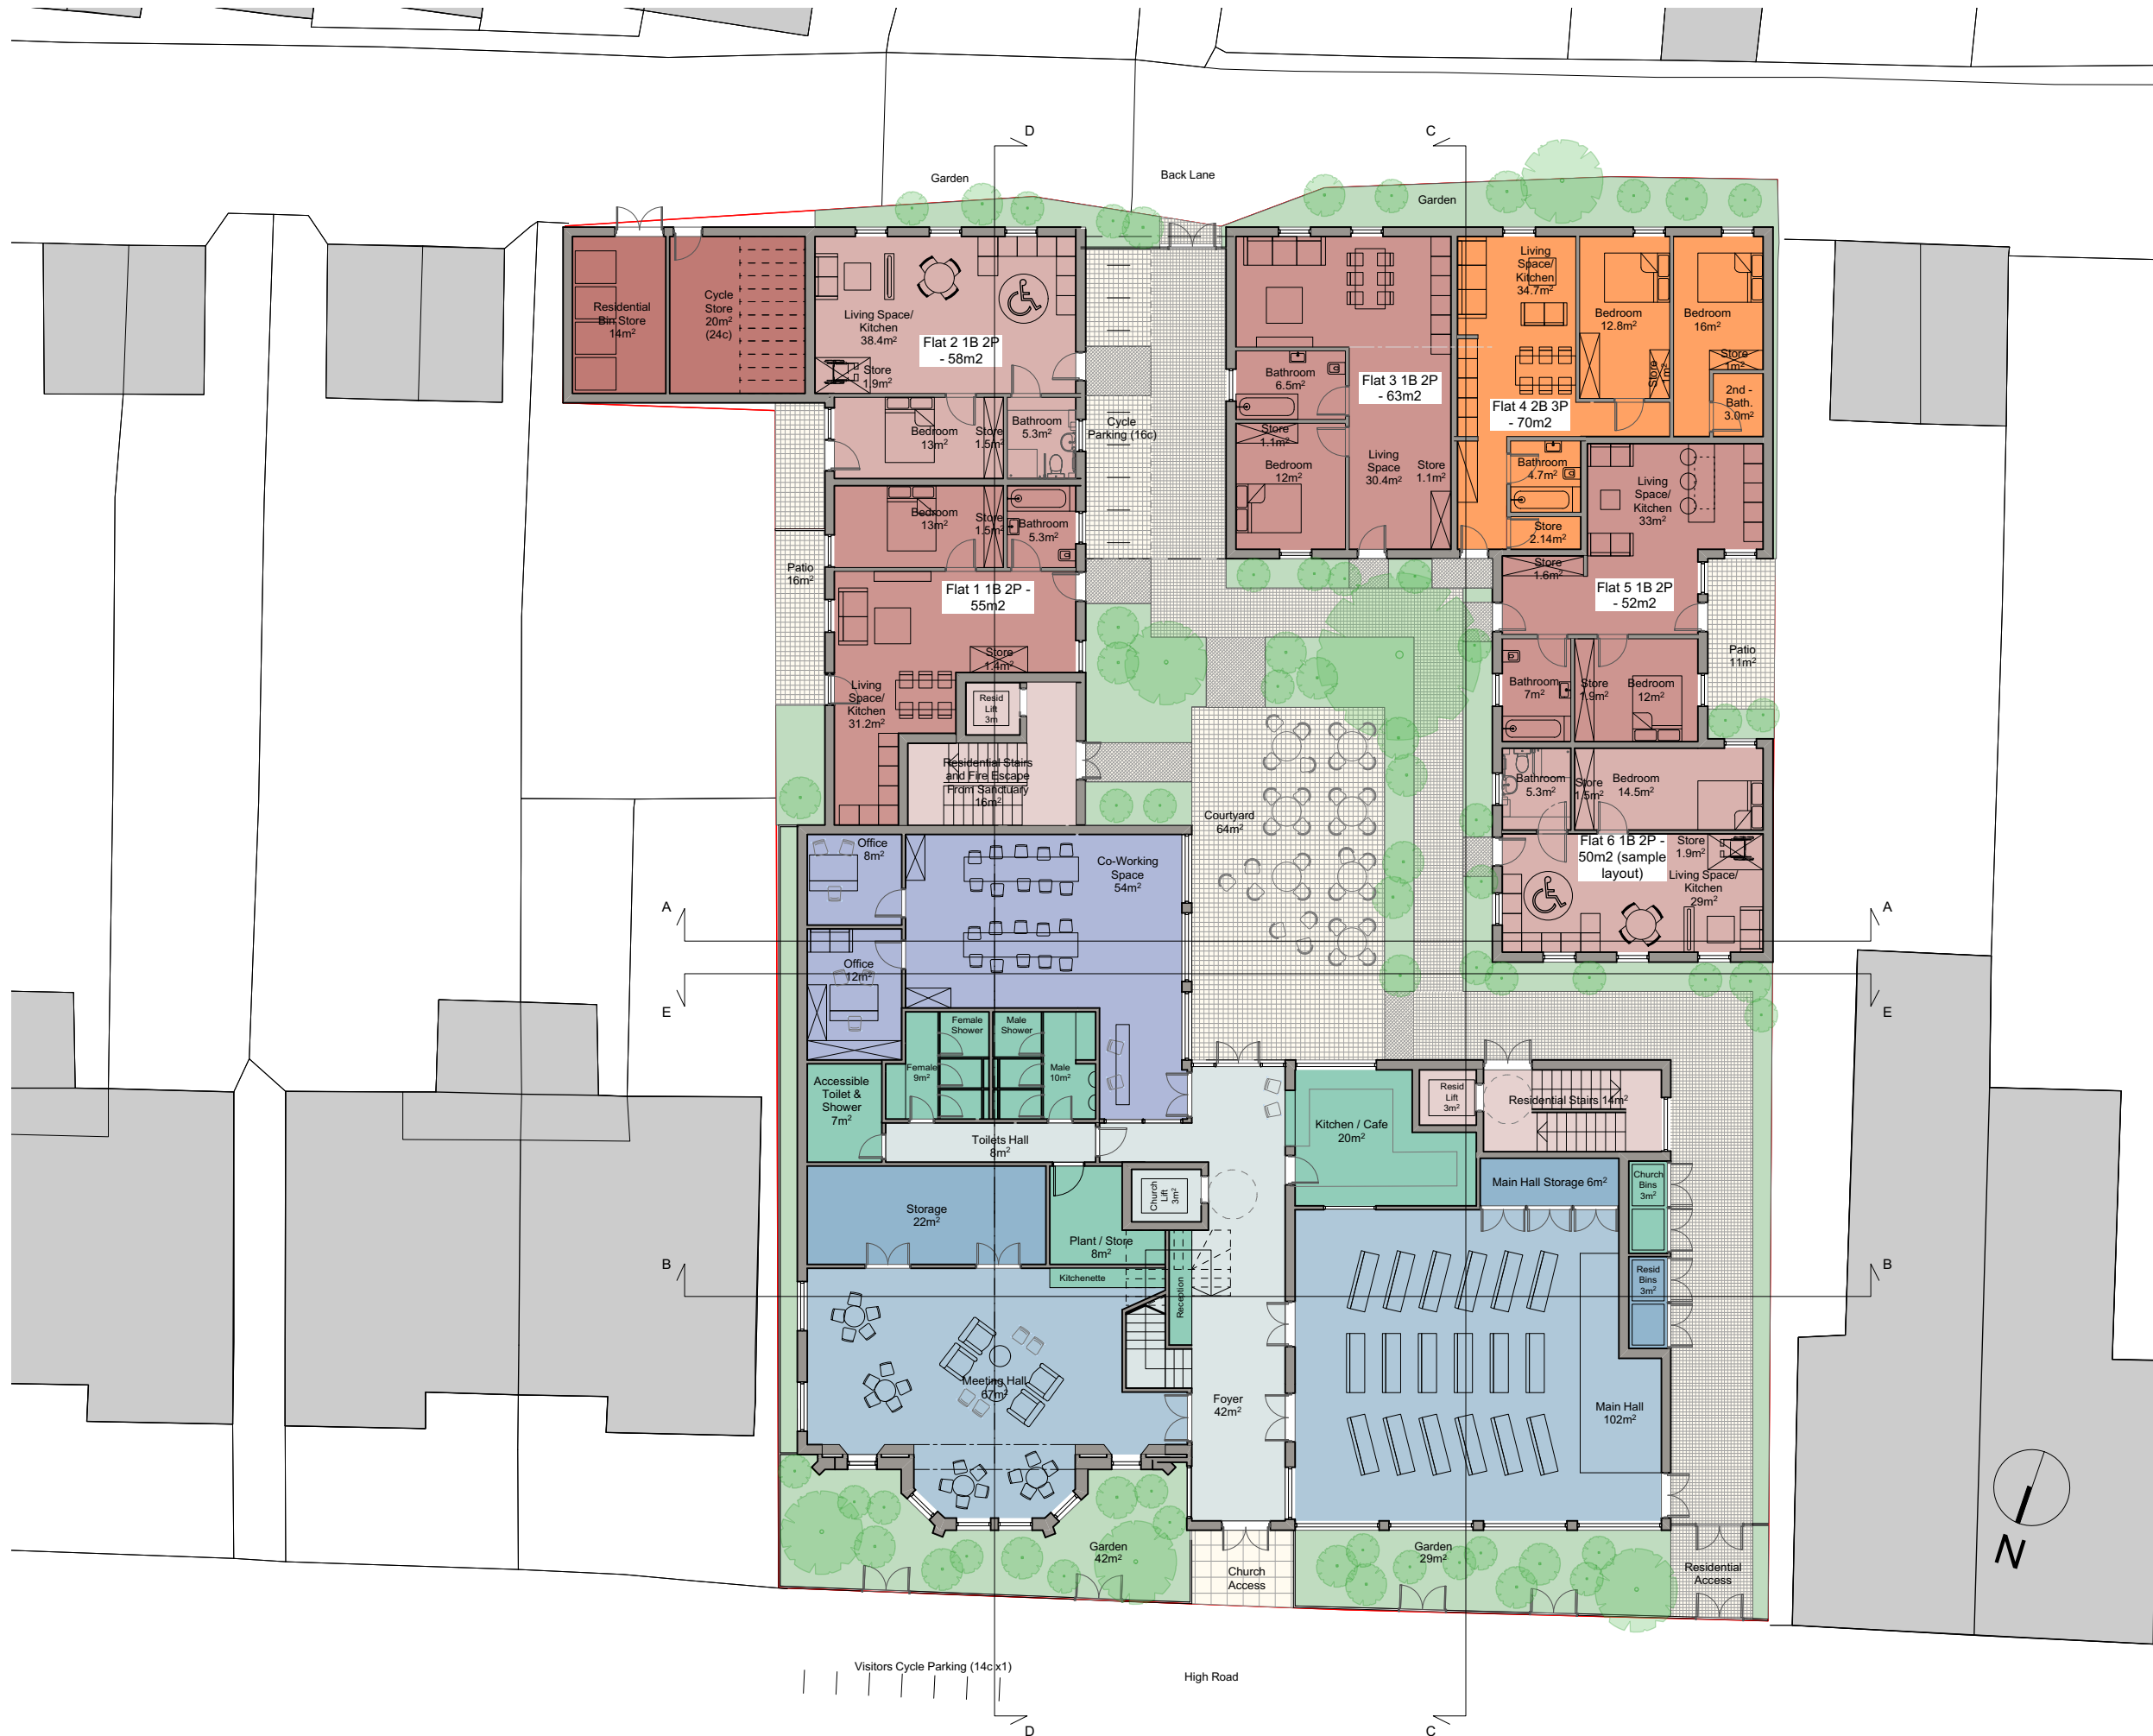 D
C
Garden
Back Lane
Garden
Residential
Bin Store
14m²
Cycle
Store
20m²
(24c)
Living Space/
Kitchen
38.4m²
Flat 2 1B 2P
- 58m2
Store
1.9m²
Bedroom
13m²
Store
1.5m²
Bathroom
5.3m²
Cycle
Parking (16c)
Bathroom
6.5m²
Flat 3 1B 2P
- 63m2
Store
1.1m²
Bedroom
12m²
Living
Space
30.4m²
Store
1.1m²
Living
Space/
Kitchen
34.7m²
Bedroom
12.8m²
Bedroom
16m²
Store
1m²
Store
1m²
2nd -
Bath.
3.0m²
Flat 4 2B 3P
- 70m2
Bathroom
4.7m²
Store
2.14m²
Living
Space/
Kitchen
33m²
Bedroom
13m²
Store
1.5m²
Bathroom
5.3m²
Patio
16m²
Flat 1 1B 2P -
55m2
Store
1.4m²
Living
Space/
Kitchen
31.2m²
Resid
Lift
3m
Residential Stairs
and Fire Escape
From Sanctuary
16m²
Store
1.6m²
Flat 5 1B 2P
- 52m2
Patio
11m²
Bathroom
7m²
Store
1.9m²
Bedroom
12m²
Bathroom
5.3m²
Store
1.5m²
Bedroom
14.5m²
Flat 6 1B 2P -
50m2 (sample
layout)
Store
1.9m²
Living Space/
Kitchen
29m²
Courtyard
64m²
Office
8m²
Co-Working
Space
54m²
A
A
Office
12m²
E
E
Female
Shower
Male
Shower
Female
9m²
Male
10m²
Accessible
Toilet &
Shower
7m²
Toilets Hall
8m²
Kitchen / Cafe
20m²
Resid
Lift
3m²
Residential Stairs 14m²
Church
Lift
3m²
Main Hall Storage 6m²
Church
Bins
3m²
Storage
22m²
Plant / Store
8m²
Kitchenette
Reception
Resid
Bins
3m²
B
B
Meeting Hall
67m²
Foyer
42m²
Main Hall
102m²
Garden
42m²
Church
Access
Garden
29m²
Residential
Access
N
Visitors Cycle Parking (14c x1)
High Road
D
C